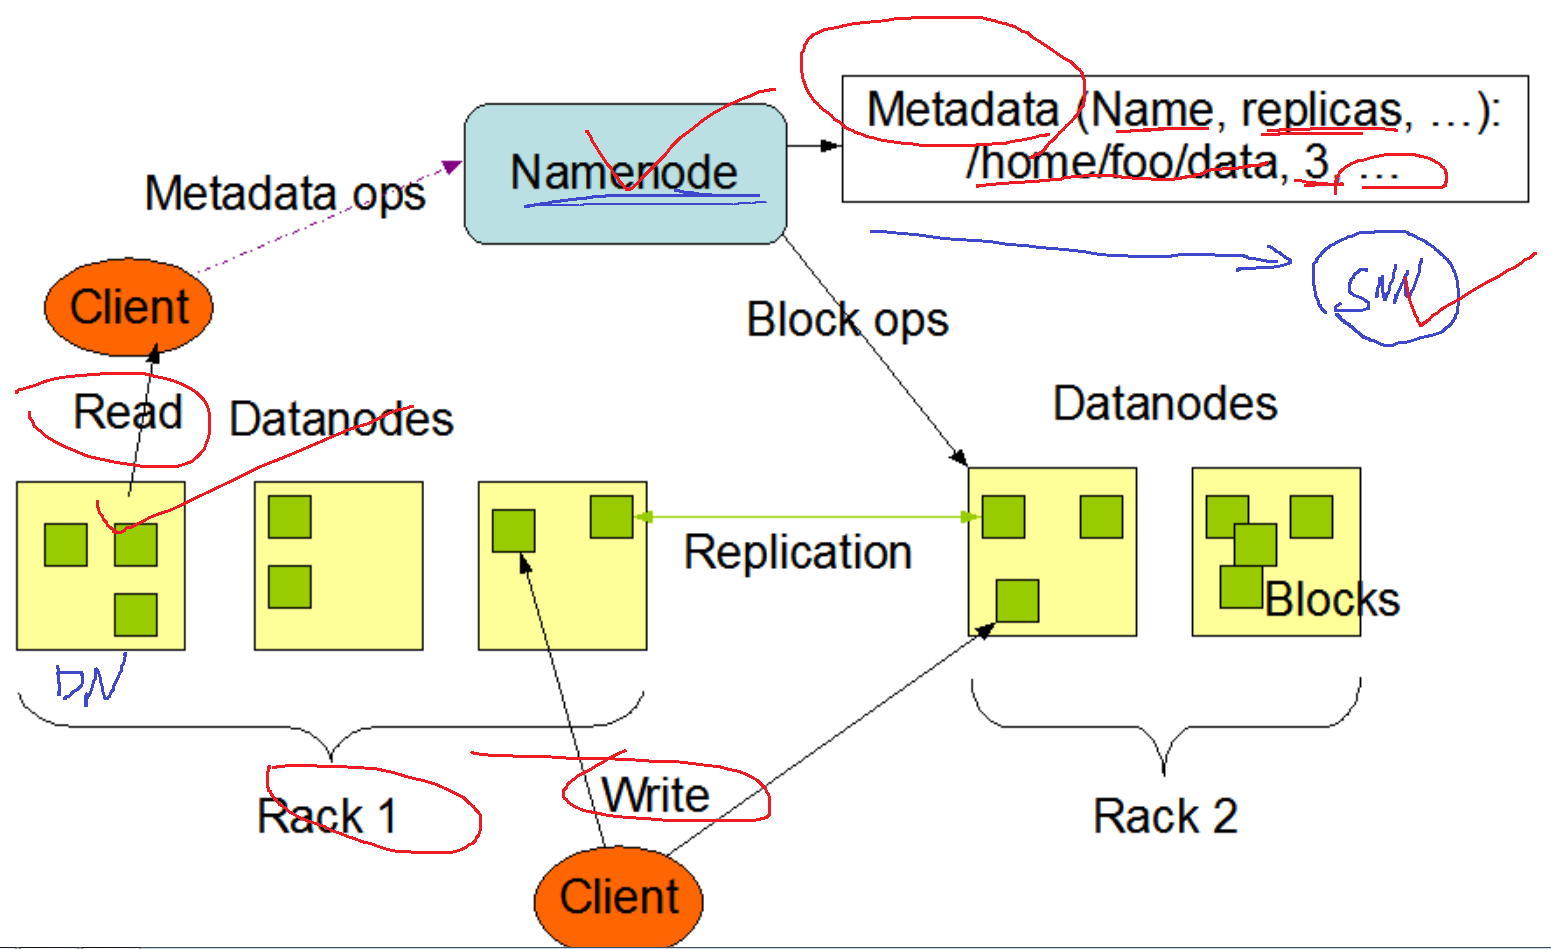 Metadata (Name, replicas, …):
/home/foo/data, 3, …
Namenode
Metadata ops
SNN
Client
Block ops
Read
Datanodes
Datanodes
Replication
Blocks
DN
Rack 1
Write
Rack 2
Client